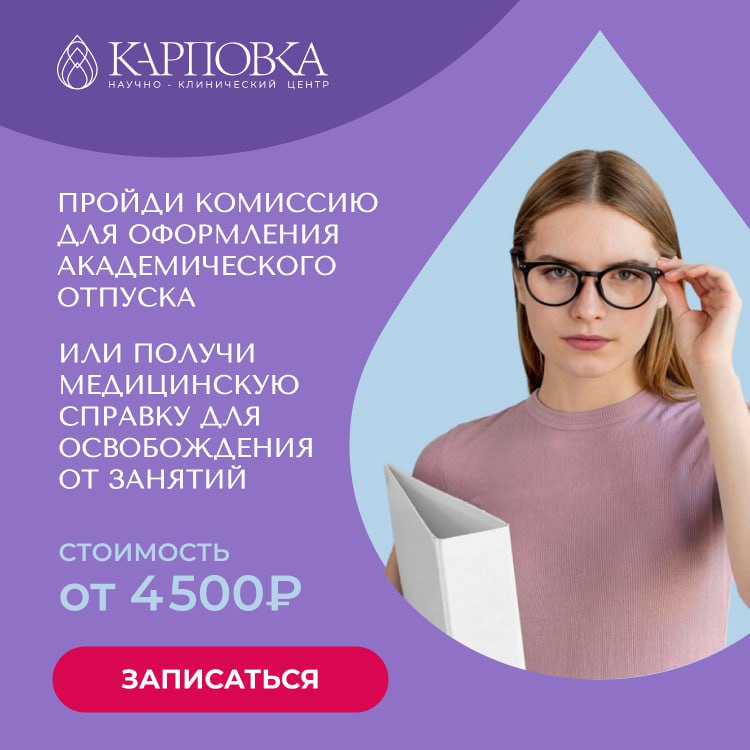 КАРПОВКА
НАУЧНО - КЛИНИЧЕСКИЙ ЦЕНТР
ПРОЙДИ КОМИССИЮ
ДЛЯ ОФОРМЛЕНИЯ
АКАДЕМИЧЕСКОГО
ОТПУСКА
ИЛИ ПОЛУЧИ
МЕДИЦИНСКУЮ
СПРАВКУ ДЛЯ
ОСВОБОЖДЕНИЯ
ОТ ЗАНЯТИЙ
СТОИМОСТЬ
от 4500₽
ЗАПИСАТЬСЯ